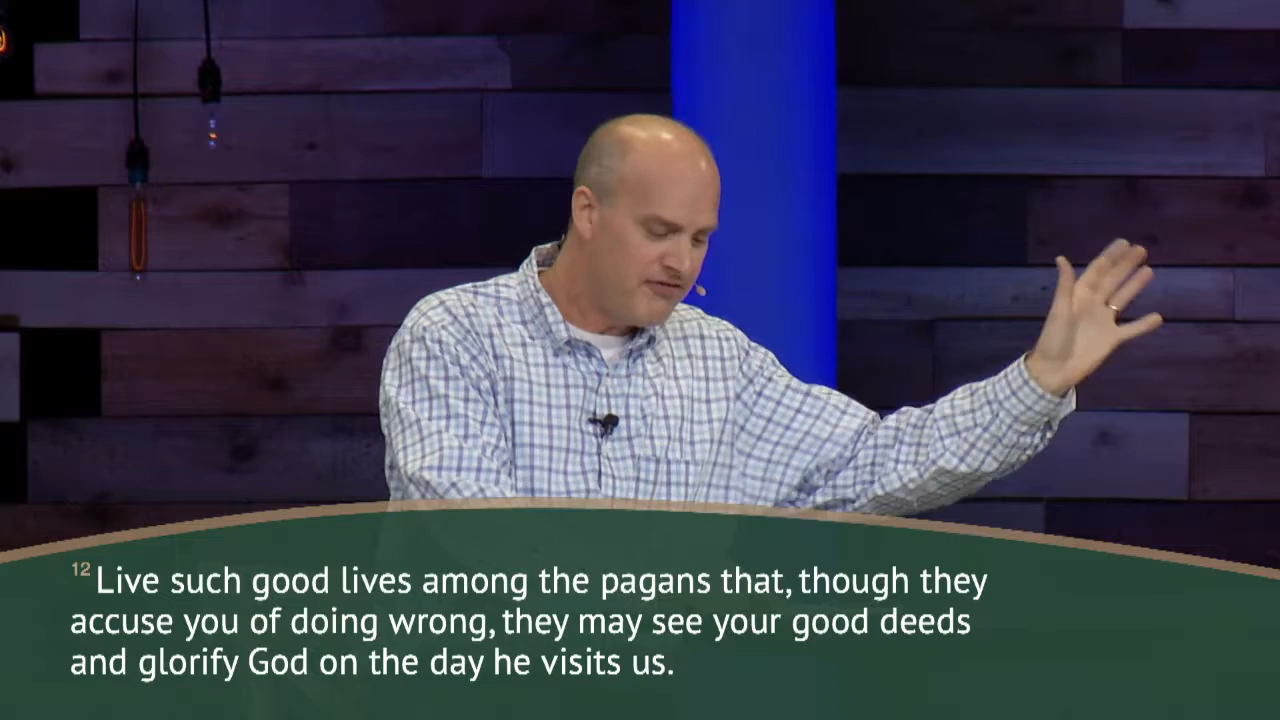 12 Live such good lives among the pagans that, though they
accuse you of doing wrong, they may see your good deeds
and glorify God on the day he visits us.